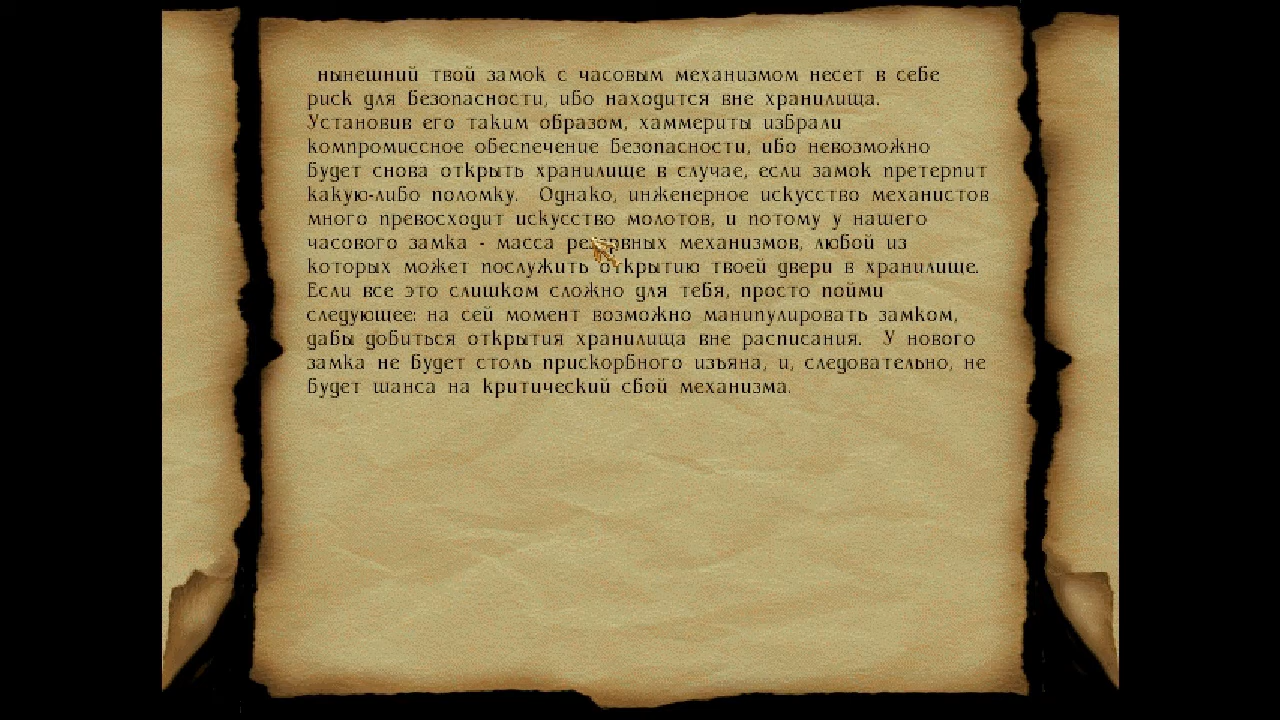 нынешний твой замок с часовым механизмом несет в себе
риск для безопасности, ибо находится вне хранилища.
Установив его таким образом, хаммериты избрали
компромиссное обеспечение безопасности, ибо невозможно
будет снова открыть хранилище в случае, если замок претерпит
какую-либо поломку. Однако, инженерное искусство механистов
много превосходит искусство молотов, и потому у нашего
часового замка - масса резервных механизмов, любой из
которых может послужить открытию твоей двери в хранилище.
Если все это слишком сложно для тебя, просто пойми
следующее: на сей момент возможно манипулировать замком,
дабы добиться открытия хранилища вне расписания. У нового
замка не будет столь прискорбного изъяна, и, следовательно, не
будет шанса на критический сбой механизма.